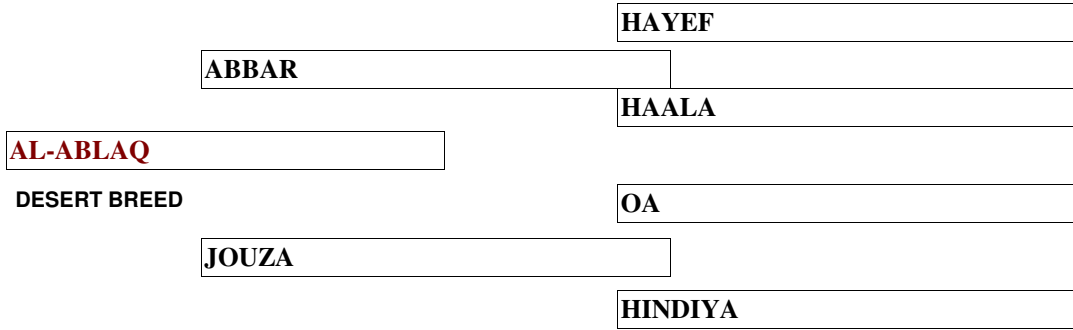 HAYEF
ABBAR
HAALA
AL-ABLAQ
DESERT BREED
OA
JOUZA
HINDIYA